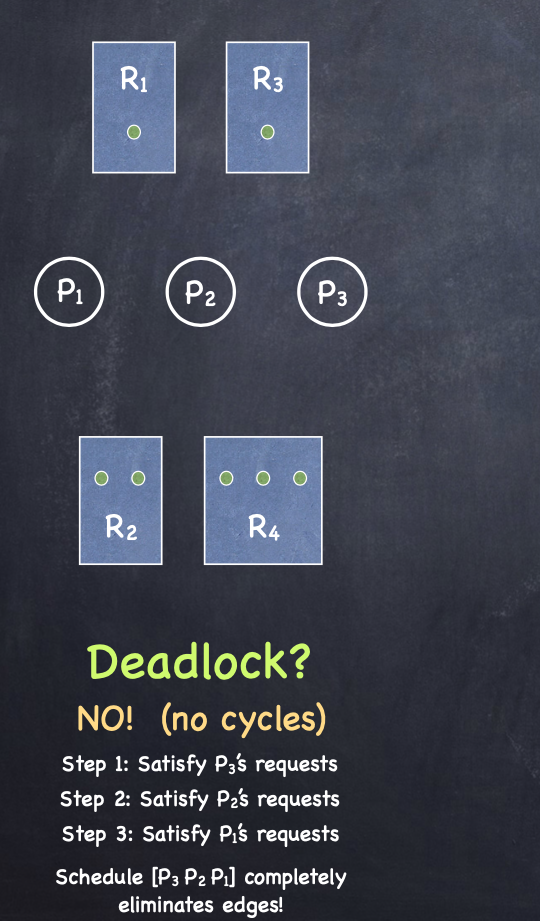 R₁ R₃
P₁ P₂ P₃
R₂ R₄
Deadlock?
NO! (no cycles)
Step 1: Satisfy P₃'s requests
Step 2: Satisfy P₂'s requests
Step 3: Satisfy P₁'s requests
Schedule [P₃ P₂ P₁] completely
eliminates edges!